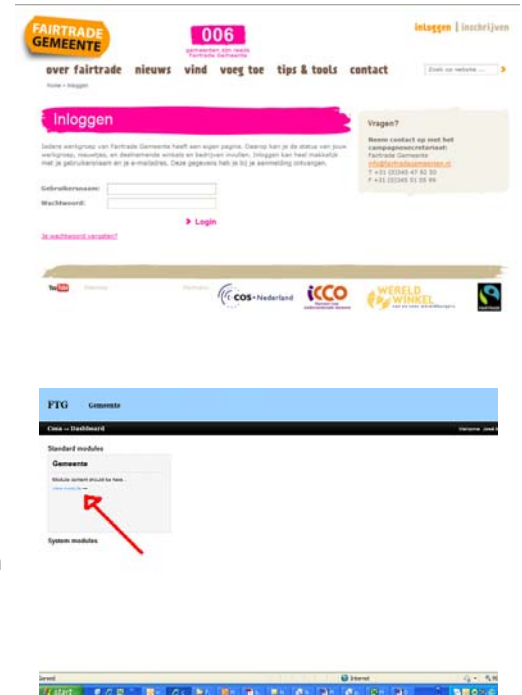 FAIRTRADE
GEMEENTE
006
gemeenten zijn reeds
Fairtrade Gemeente
inloggen | inschrijven
over fairtrade nieuws vind voeg toe tips & tools contact
Zoek op website ...
home > Inloggen
Inloggen
Iedere werkgroep van Fairtrade Gemeente heeft een eigen pagina. Daarop kan je de status van jouw
werkgroep, nieuwtjes, en deelnemende winkels en bedrijven invullen. Inloggen kan heel makkelijk
met je gebruikersnaam en je e-mailadres. Deze gegevens heb je bij je aanmelding ontvangen.
Gebruikersnaam:
Wachtwoord:
Login
Je wachtwoord vergeten?
Vragen?
Neem contact op met het
campagnesecretariaat:
Fairtrade Gemeente
info@fairtradegemeenten.nl
YouTube
Sitemap
Partners
COS-Nederland
ICCO
WERELD
WINKEL
FAIRTRADE
FTG Gemeente
Dashboard
Welcome
Standard modules
Gemeente
Module content should be here...
System modules
Gereed
Internet
start